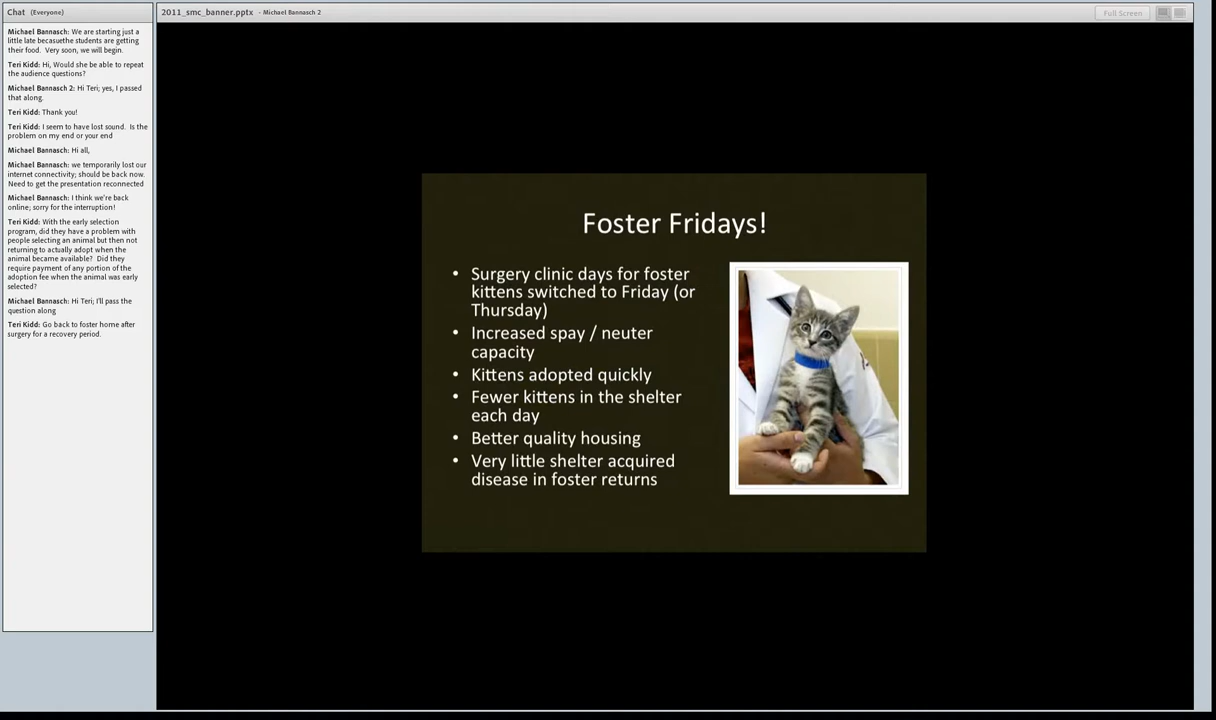 Chat (Everyone)
Michael Bannasch: We are starting just a
little late becasuethe students are getting
their food. Very soon, we will begin.
Teri Kidd: Hi, Would she be able to repeat
the audience questions?
Michael Bannasch 2: Hi Teri; yes, I passed
that along.
Teri Kidd: Thank you!
Teri Kidd: I seem to have lost sound. Is the
problem on my end or your end
Michael Bannasch: Hi all,
Michael Bannasch: we temporarily lost our
internet connectivity; should be back now.
Need to get the presentation reconnected
Michael Bannasch: I think we're back
online; sorry for the interruption!
Teri Kidd: With the early selection
program, did they have a problem with
people selecting an animal but then not
returning to actually adopt when the
animal became available? Did they
require payment of any portion of the
adoption fee when the animal was early
selected?
Michael Bannasch: Hi Teri; I'll pass the
question along
Teri Kidd: Go back to foster home after
surgery for a recovery period.
2011_smc_banner.pptx - Michael Bannasch 2
Full Screen
Foster Fridays!
• Surgery clinic days for foster
kittens switched to Friday (or
Thursday)
• Increased spay / neuter
capacity
• Kittens adopted quickly
• Fewer kittens in the shelter
each day
• Better quality housing
• Very little shelter acquired
disease in foster returns